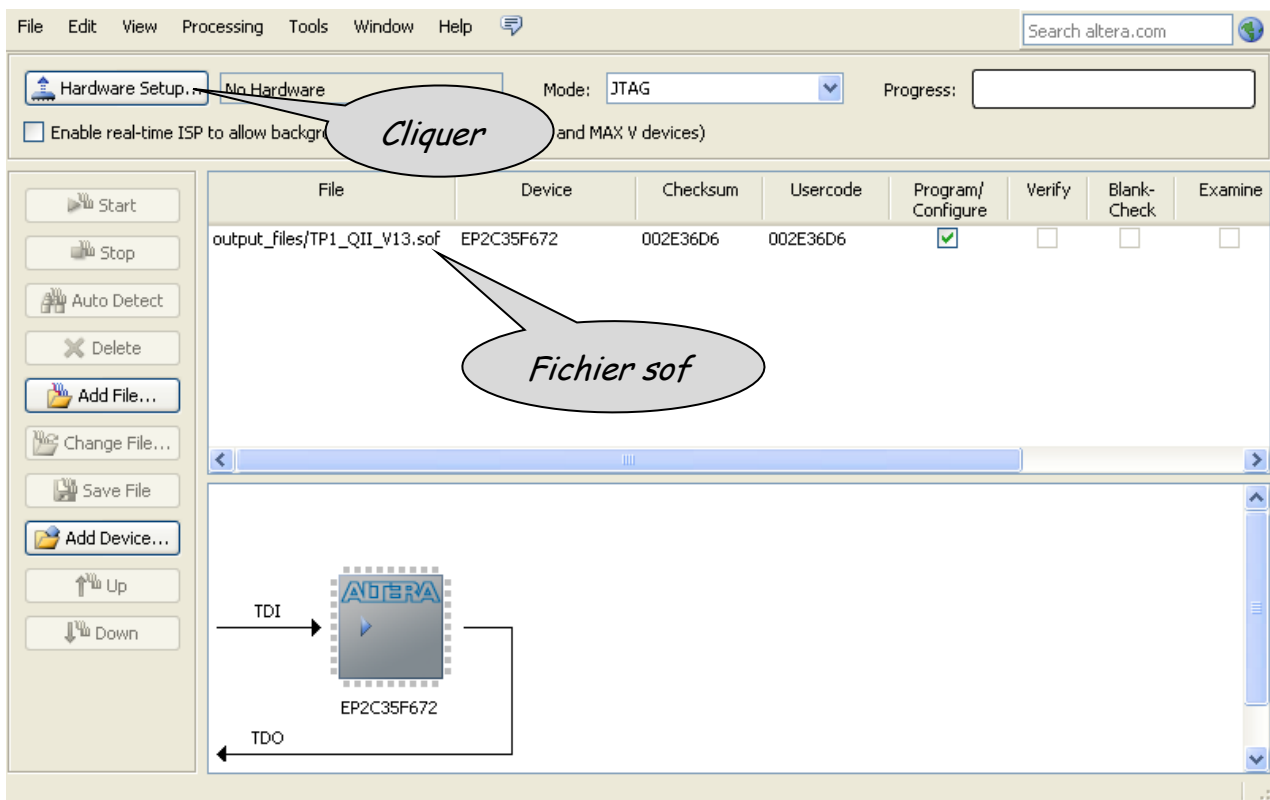 File Edit View Processing Tools Window Help Search altera.com
Hardware Setup... No Hardware Mode: JTAG Progress:
Enable real-time ISP to allow backgr and MAX V devices)
Cliquer
File Device Checksum Usercode Program/ Configure Verify Blank- Check Examine
output_files/TP1_QII_V13.sof EP2C35F672 002E36D6 002E36D6
Fichier sof
Start
Stop
Auto Detect
Delete
Add File...
Change File...
Save File
Add Device...
Up
Down
ALTERA
TDI
EP2C35F672
TDO